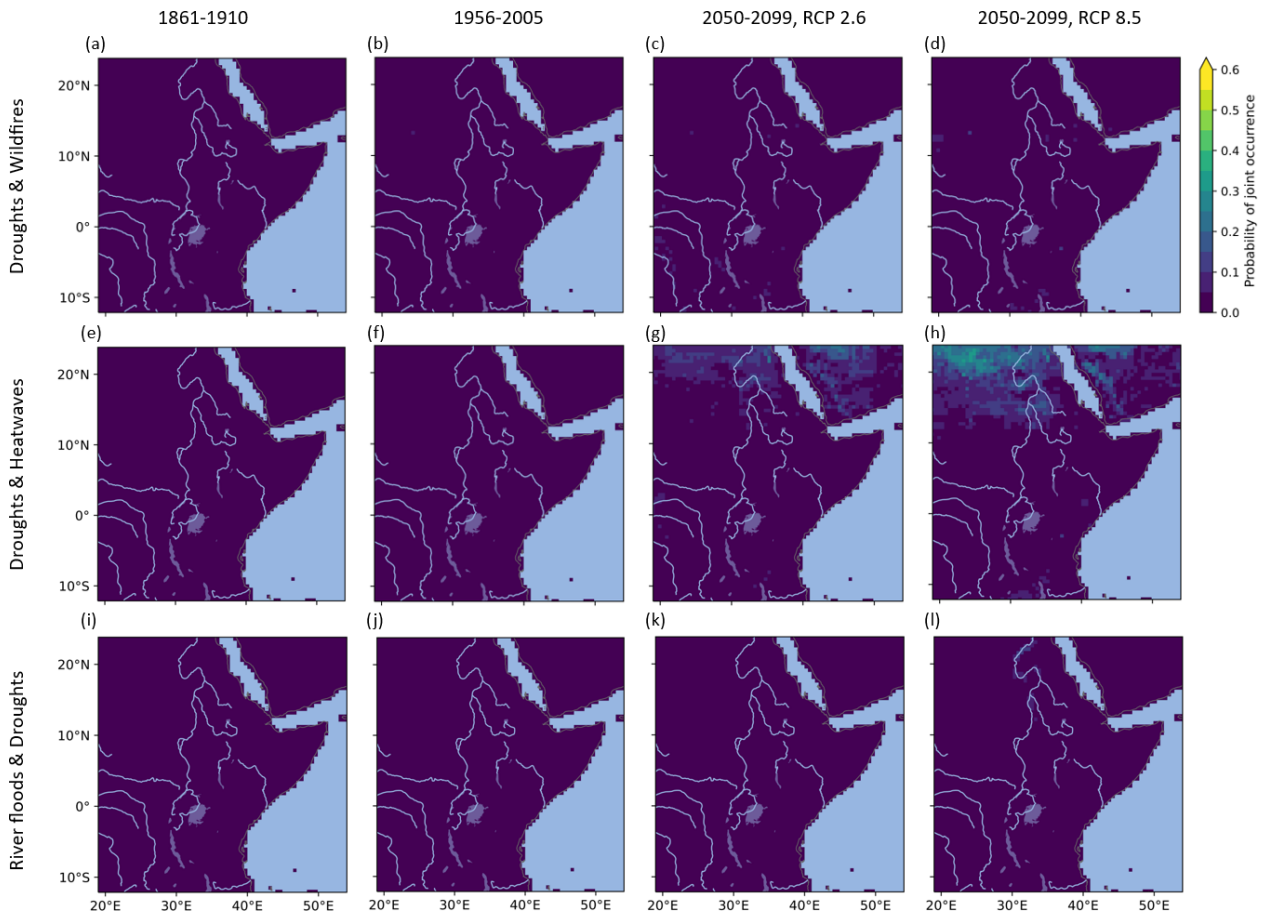 1861-1910
1956-2005
2050-2099, RCP 2.6
2050-2099, RCP 8.5
(a)
(b)
(c)
(d)
Droughts & Wildfires
20°N
10°N
0°
10°S
0.6
0.5
0.4
0.3
0.2
0.1
0.0
Probability of joint occurrence
(e)
(f)
(g)
(h)
Droughts & Heatwaves
20°N
10°N
0°
10°S
(i)
(j)
(k)
(l)
River floods & Droughts
20°N
10°N
0°
10°S
20°E 30°E 40°E 50°E
20°E 30°E 40°E 50°E
20°E 30°E 40°E 50°E
20°E 30°E 40°E 50°E